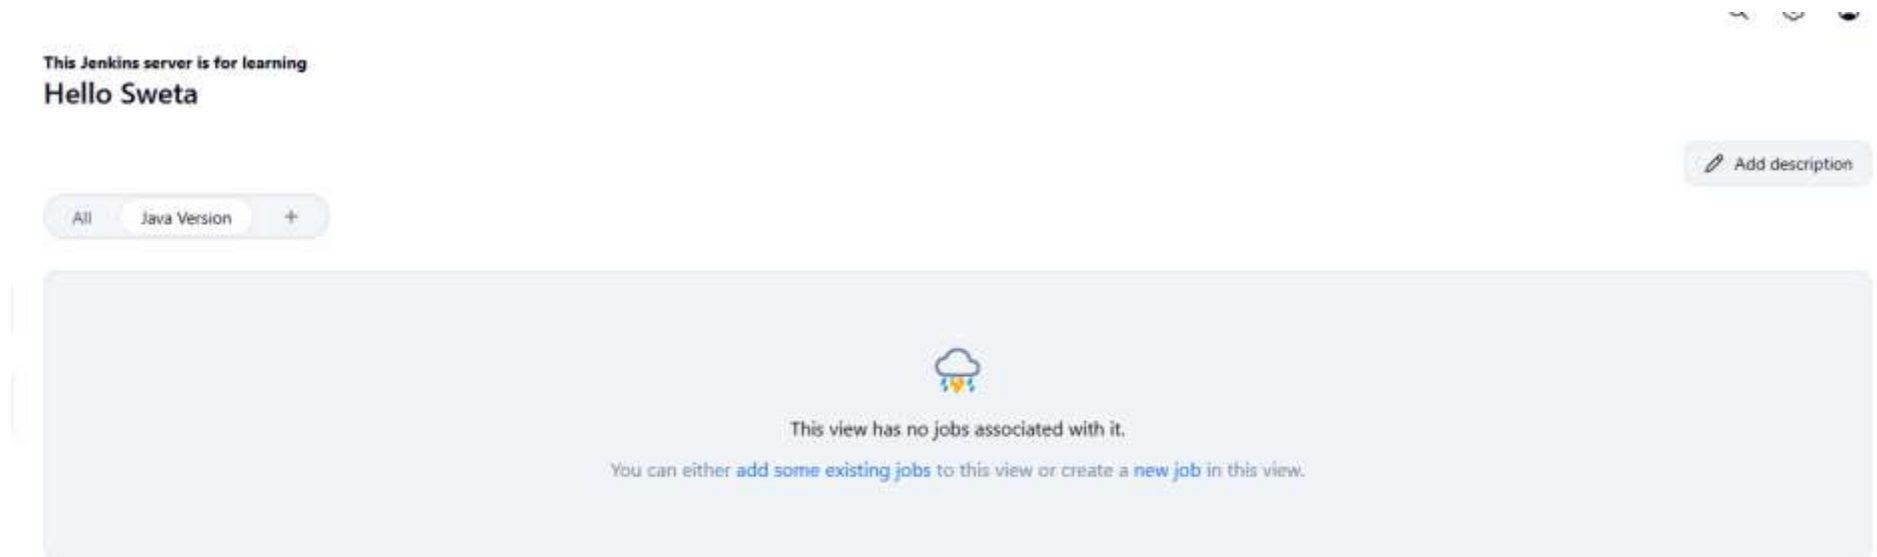 This Jenkins server is for learning
Hello Sweta
Add description
All Java Version +
This view has no jobs associated with it.
You can either add some existing jobs to this view or create a new job in this view.